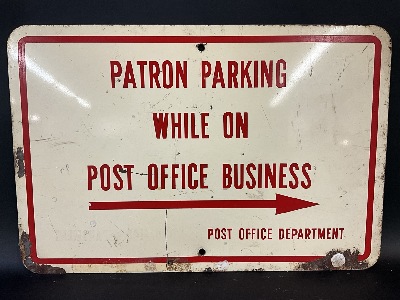 PATRON PARKING
WHILE ON
POST OFFICE BUSINESS
POST OFFICE DEPARTMENT